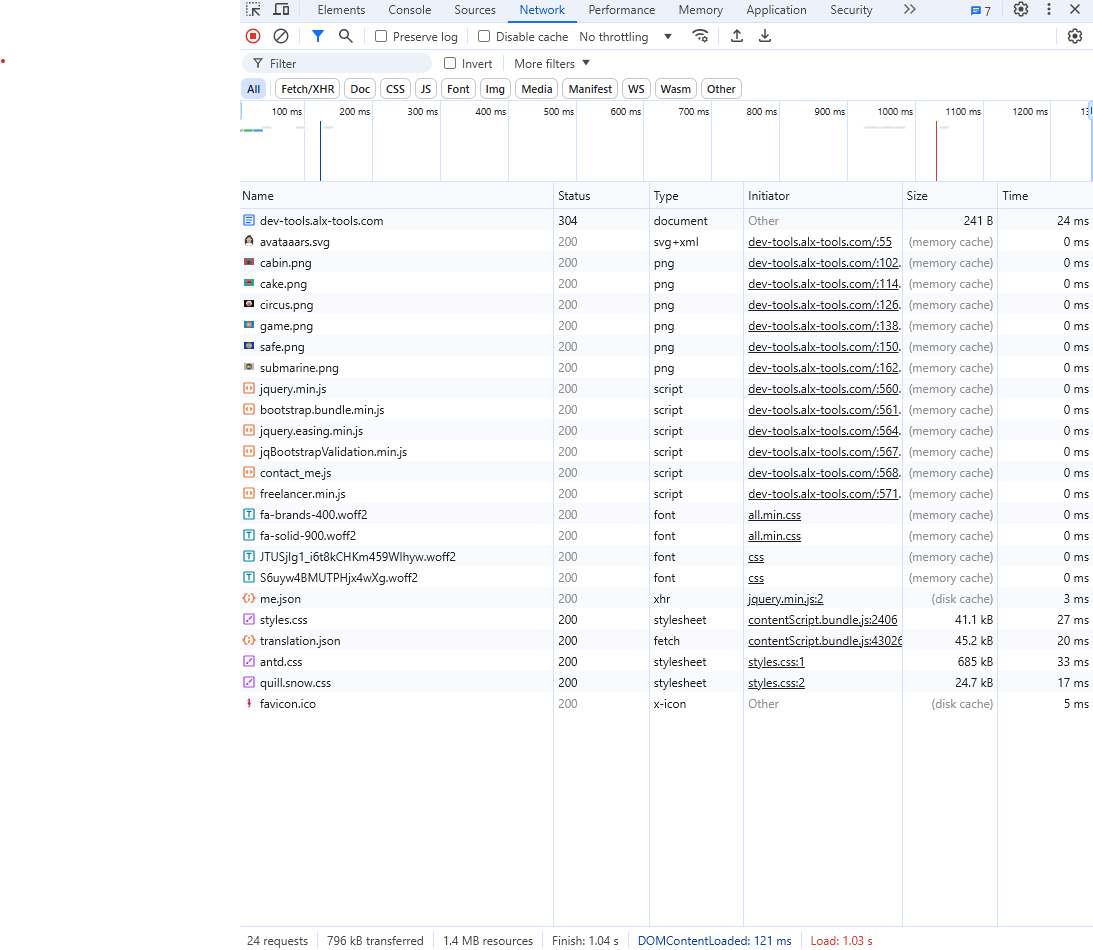 Elements Console Sources Network Performance Memory Application Security 7
Preserve log Disable cache No throttling
Filter Invert More filters
All Fetch/XHR Doc CSS JS Font Img Media Manifest WS Wasm Other
100 ms 200 ms 300 ms 400 ms 500 ms 600 ms 700 ms 800 ms 900 ms 1000 ms 1100 ms 1200 ms
Name Status Type Initiator Size Time
dev-tools.alx-tools.com 304 document Other 241 B 24 ms
avataaars.svg 200 svg+xml dev-tools.alx-tools.com/:55 (memory cache) 0 ms
cabin.png 200 png dev-tools.alx-tools.com/:102. (memory cache) 0 ms
cake.png 200 png dev-tools.alx-tools.com/:114. (memory cache) 0 ms
circus.png 200 png dev-tools.alx-tools.com/:126. (memory cache) 0 ms
game.png 200 png dev-tools.alx-tools.com/:138. (memory cache) 0 ms
safe.png 200 png dev-tools.alx-tools.com/:150. (memory cache) 0 ms
submarine.png 200 png dev-tools.alx-tools.com/:162. (memory cache) 0 ms
jquery.min.js 200 script dev-tools.alx-tools.com/:560. (memory cache) 0 ms
bootstrap.bundle.min.js 200 script dev-tools.alx-tools.com/:561. (memory cache) 0 ms
jquery.easing.min.js 200 script dev-tools.alx-tools.com/:564. (memory cache) 0 ms
jqBootstrapValidation.min.js 200 script dev-tools.alx-tools.com/:567. (memory cache) 0 ms
contact_me.js 200 script dev-tools.alx-tools.com/:568. (memory cache) 0 ms
freelancer.min.js 200 script dev-tools.alx-tools.com/:571. (memory cache) 0 ms
fa-brands-400.woff2 200 font all.min.css (memory cache) 0 ms
fa-solid-900.woff2 200 font all.min.css (memory cache) 0 ms
JTUSjIg1_i6t8kCHKm459Wlhyw.woff2 200 font css (memory cache) 0 ms
S6uyw4BMUTPHjx4wXg.woff2 200 font css (memory cache) 0 ms
me.json 200 xhr jquery.min.js:2 (disk cache) 3 ms
styles.css 200 stylesheet contentScript.bundle.js:2406 41.1 kB 27 ms
translation.json 200 fetch contentScript.bundle.js:43026 45.2 kB 20 ms
antd.css 200 stylesheet styles.css:1 685 kB 33 ms
quill.snow.css 200 stylesheet styles.css:2 24.7 kB 17 ms
favicon.ico 200 x-icon Other (disk cache) 5 ms
24 requests 796 kB transferred 1.4 MB resources Finish: 1.04 s DOMContentLoaded: 121 ms Load: 1.03 s